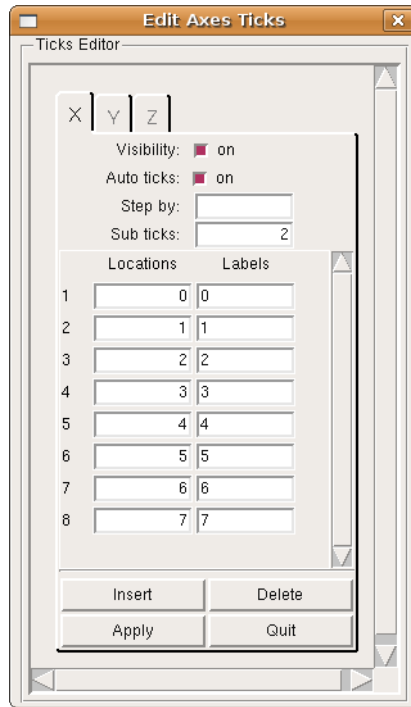 Edit Axes Ticks
Ticks Editor
X Y Z
Visibility: on
Auto ticks: on
Step by:
Sub ticks: 2
Locations Labels
1 0 0
2 1 1
3 2 2
4 3 3
5 4 4
6 5 5
7 6 6
8 7 7
Insert Delete
Apply Quit